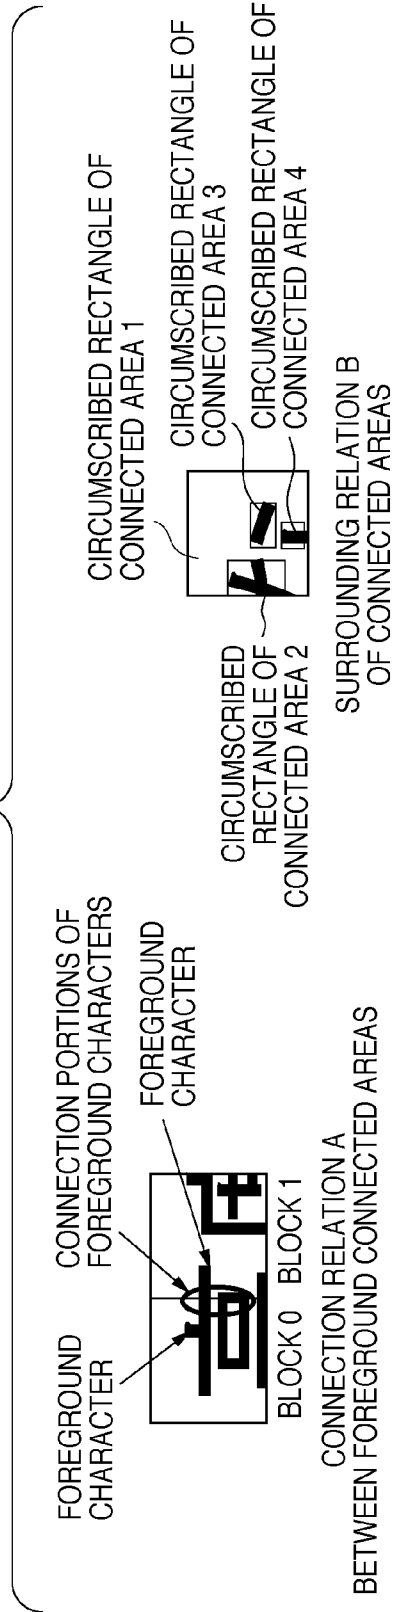 FOREGROUND
CHARACTER
CONNECTION PORTIONS OF
FOREGROUND CHARACTERS
FOREGROUND
CHARACTER
BLOCK 0 BLOCK 1
CONNECTION RELATION A
BETWEEN FOREGROUND CONNECTED AREAS
CIRCUMSCRIBED RECTANGLE OF
CONNECTED AREA 1
CIRCUMSCRIBED RECTANGLE OF
CONNECTED AREA 3
CIRCUMSCRIBED RECTANGLE OF
CONNECTED AREA 4
CIRCUMSCRIBED
RECTANGLE OF
CONNECTED AREA 2
SURROUNDING RELATION B
OF CONNECTED AREAS